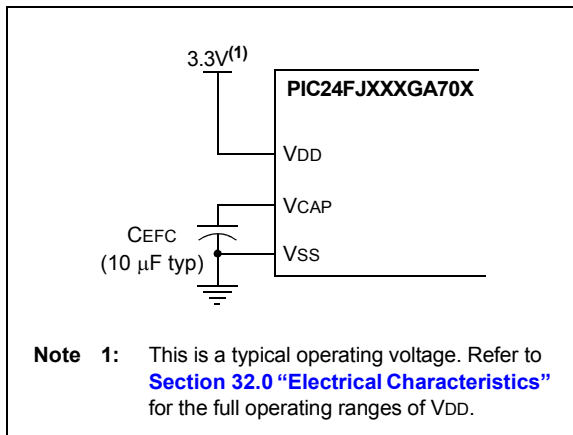 3.3V(1)
PIC24FJXXXGA70X
VDD
VCAP
CEFC
(10 μF typ)
VSS
Note 1: This is a typical operating voltage. Refer to
Section 32.0 “Electrical Characteristics”
for the full operating ranges of VDD.